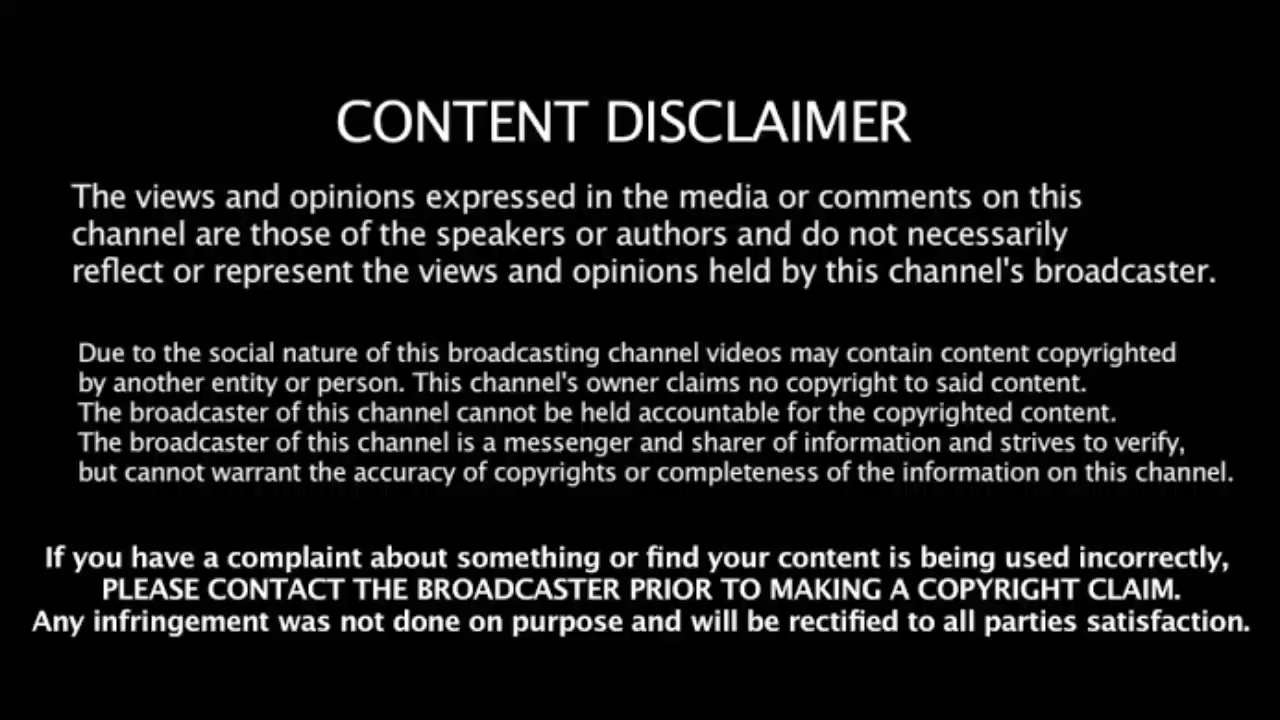 CONTENT DISCLAIMER
The views and opinions expressed in the media or comments on this
channel are those of the speakers or authors and do not necessarily
reflect or represent the views and opinions held by this channel's broadcaster.
Due to the social nature of this broadcasting channel videos may contain content copyrighted
by another entity or person. This channel's owner claims no copyright to said content.
The broadcaster of this channel cannot be held accountable for the copyrighted content.
The broadcaster of this channel is a messenger and sharer of information and strives to verify,
but cannot warrant the accuracy of copyrights or completeness of the information on this channel.
If you have a complaint about something or find your content is being used incorrectly,
PLEASE CONTACT THE BROADCASTER PRIOR TO MAKING A COPYRIGHT CLAIM.
Any infringement was not done on purpose and will be rectified to all parties satisfaction.